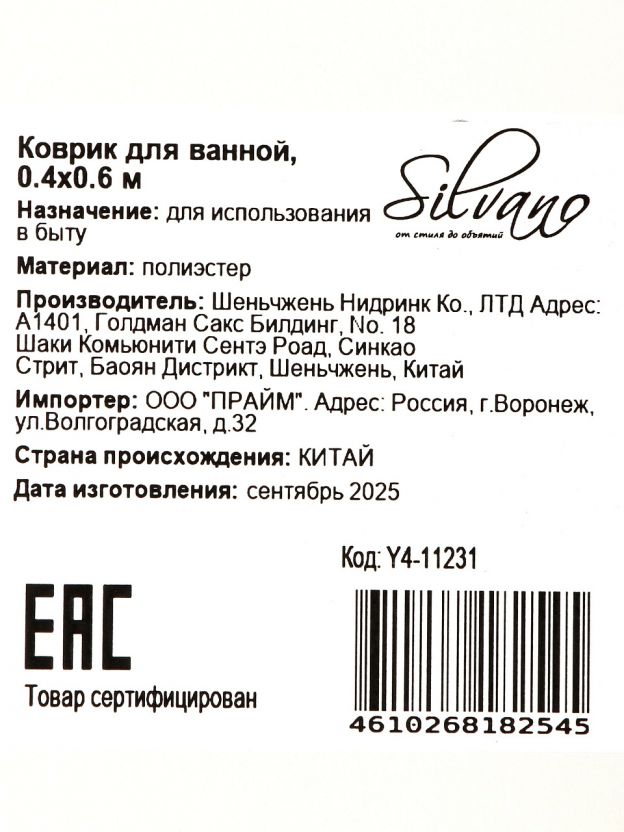 Коврик для ванной,
0.4х0.6 м
Silvano
от стиля до объятий
Назначение: для использования
в быту
Материал: полиэстер
Производитель: Шеньчжень Нидринк Ко., ЛТД Адрес:
А1401, Голдман Сакс Билдинг, No. 18
Шаки Комьюнити Сентэ Роад, Синкао
Стрит, Баоян Дистрикт, Шеньчжень, Китай
Импортер: ООО "ПРАЙМ". Адрес: Россия, г.Воронеж,
ул.Волгоградская, д.32
Страна происхождения: КИТАЙ
Дата изготовления: сентябрь 2025
Код: Y4-11231
EAC
Товар сертифицирован
4610268182545